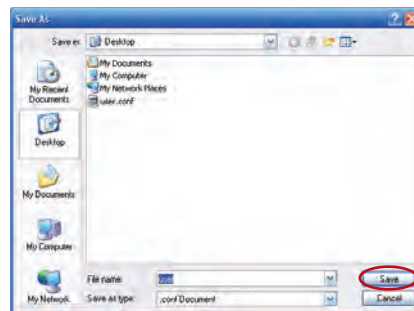 Save As
Save in: Desktop
My Documents
My Computer
My Network Places
user.conf
My Recent Documents
Desktop
My Documents
My Computer
My Network
File name: user
Save as type: .conf Document
Save
Cancel